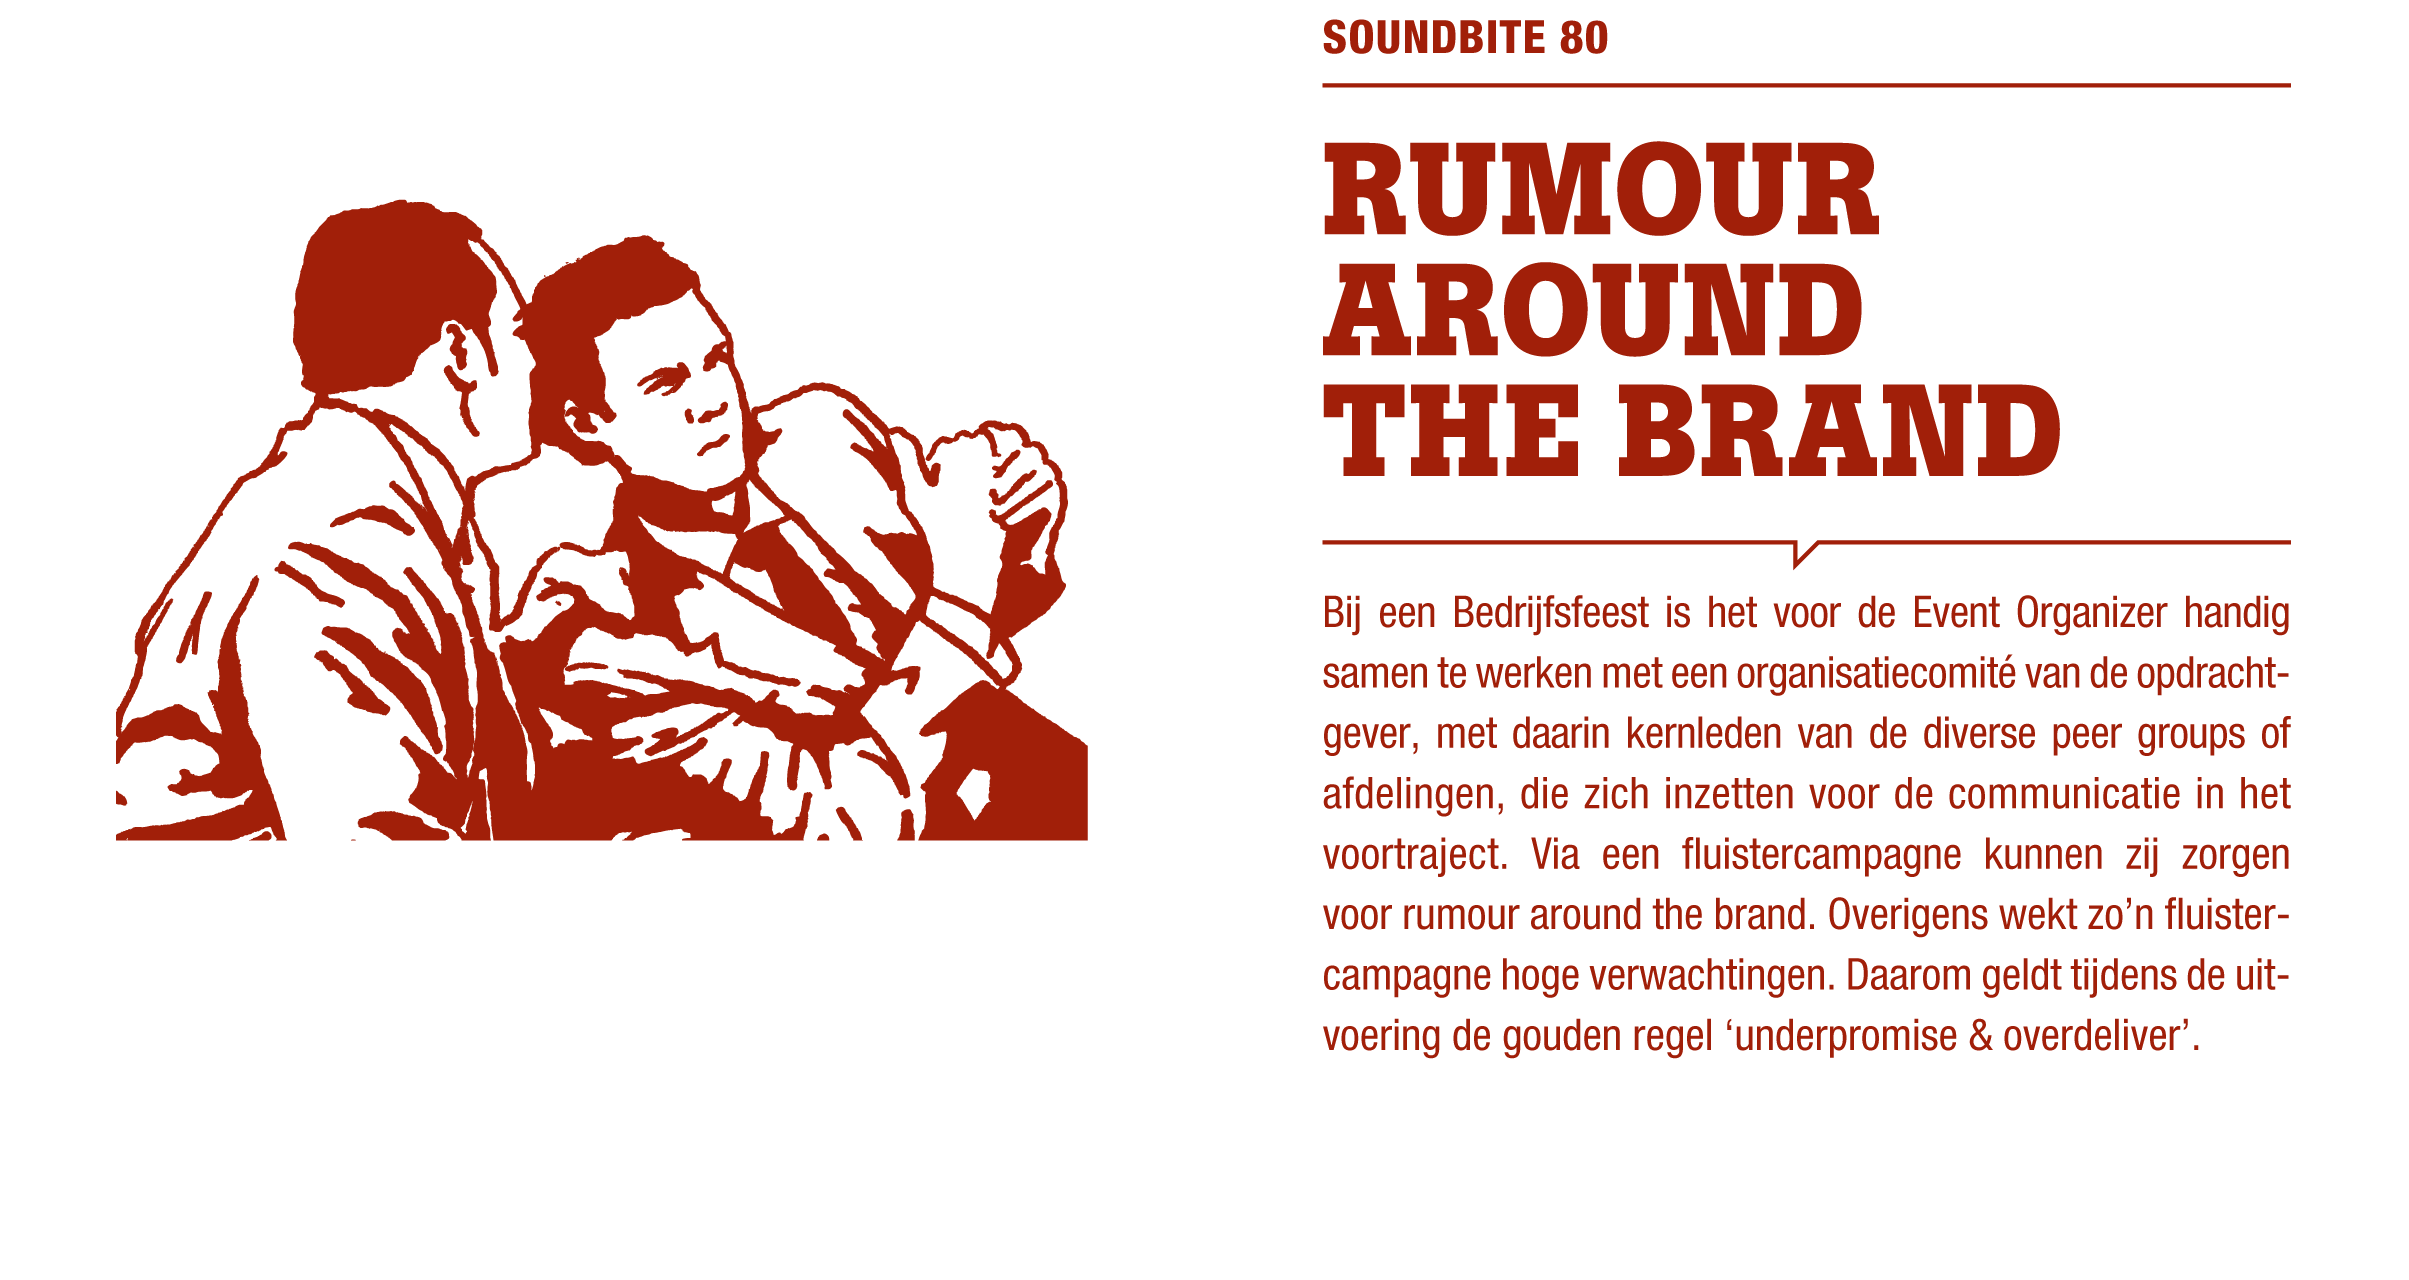 SOUNDBITE 80
RUMOUR
AROUND
THE BRAND
Bij een Bedrijfsfeest is het voor de Event Organizer handig
samen te werken met een organisatiecomité van de opdracht-
gever, met daarin kernleden van de diverse peer groups of
afdelingen, die zich inzetten voor de communicatie in het
voortraject. Via een fluistercampagne kunnen zij zorgen
voor rumour around the brand. Overigens wekt zo’n fluister-
campagne hoge verwachtingen. Daarom geldt tijdens de uit-
voering de gouden regel ‘underpromise & overdeliver’.